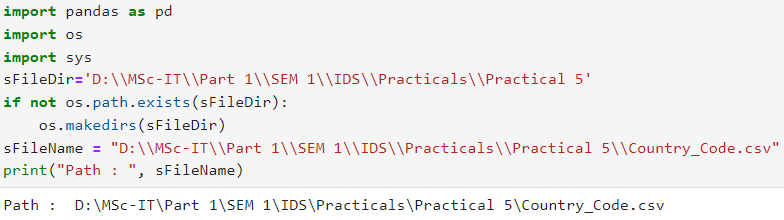 import pandas as pd
import os
import sys
sFileDir='D:\\MSc-IT\\Part 1\\SEM 1\\IDS\\Practicals\\Practical 5'
if not os.path.exists(sFileDir):
    os.makedirs(sFileDir)
sFileName = "D:\\MSc-IT\\Part 1\\SEM 1\\IDS\\Practicals\\Practical 5\\Country_Code.csv"
print("Path : ", sFileName)
Path :  D:\MSc-IT\Part 1\SEM 1\IDS\Practicals\Practical 5\Country_Code.csv